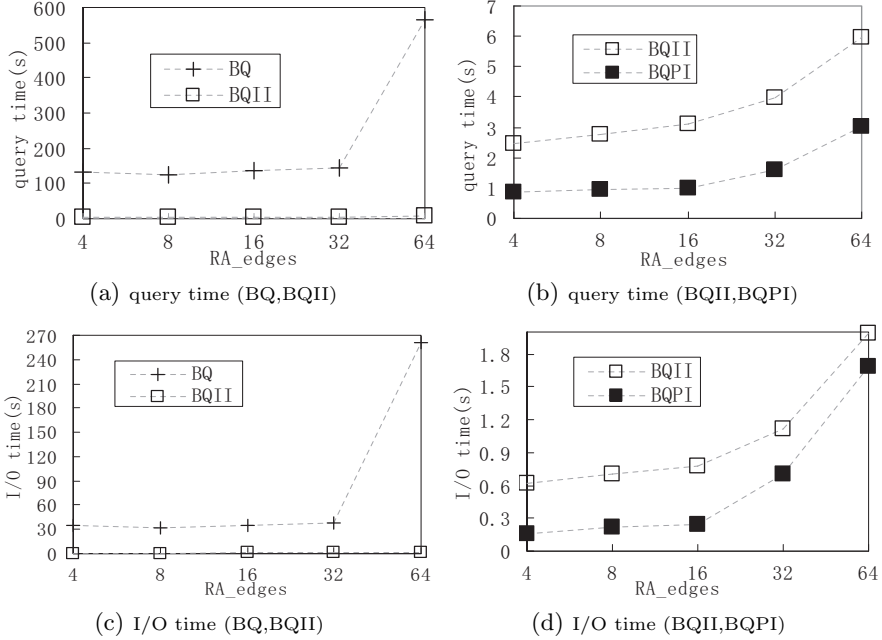 600
500
400
300
200
100
0
query time(s)
BQ
BQII
4 8 16 32 64
RA_edges
(a) query time (BQ,BQII)
7
6
5
4
3
2
1
0
query time(s)
BQII
BQPI
4 8 16 32 64
RA_edges
(b) query time (BQII,BQPI)
270
240
210
180
150
120
90
60
30
0
I/O time(s)
BQ
BQII
4 8 16 32 64
RA_edges
(c) I/O time (BQ,BQII)
1.8
1.5
1.2
0.9
0.6
0.3
0
I/O time(s)
BQII
BQPI
4 8 16 32 64
RA_edges
(d) I/O time (BQII,BQPI)